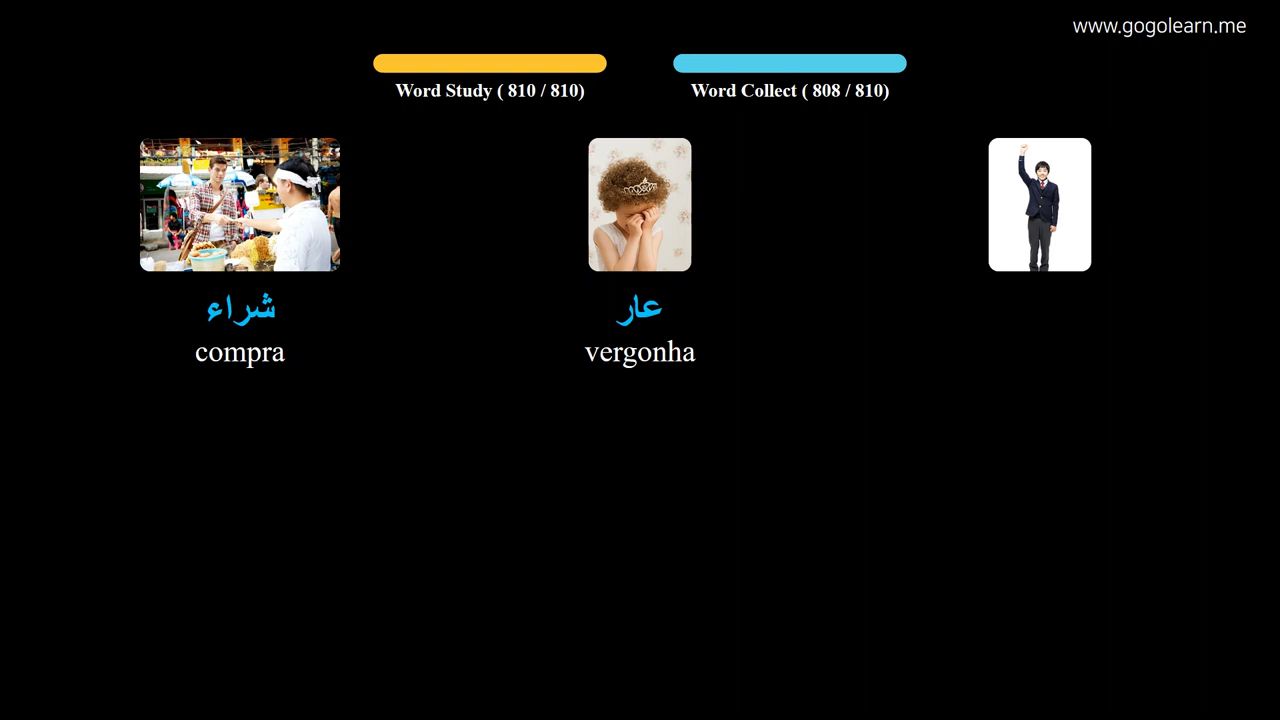 www.gogolearn.me
Word Study ( 810 / 810)
Word Collect ( 808 / 810)
شراء
compra
عار
vergonha